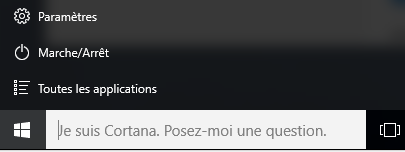 Paramètres
Marche/Arrêt
Toutes les applications
Je suis Cortana. Posez-moi une question.